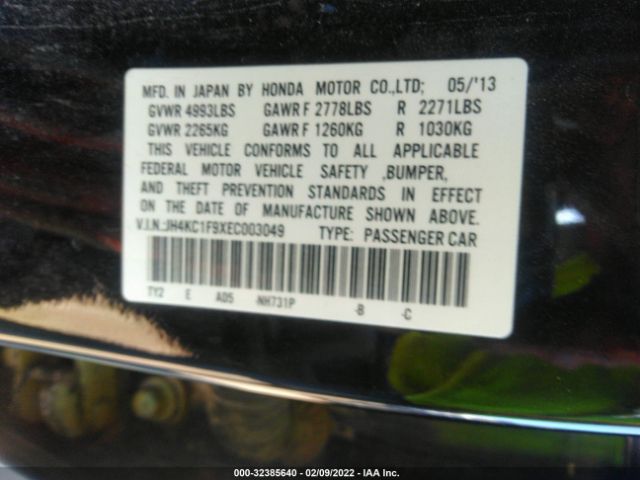 MFD. IN JAPAN BY HONDA MOTOR CO.,LTD; 05/'13
GVWR 4993LBS GAWR F 2778LBS R 2271LBS
GVWR 2265KG GAWR F 1260KG R 1030KG
THIS VEHICLE CONFORMS TO ALL APPLICABLE
FEDERAL MOTOR VEHICLE SAFETY ,BUMPER,
AND THEFT PREVENTION STANDARDS IN EFFECT
ON THE DATE OF MANUFACTURE SHOWN ABOVE.
V.I.N.:JH4KC1F9XEC003049 TYPE: PASSENGER CAR
TY2 E AD5 -NH731P -B -C
000-32385640 - 02/09/2022 - IAA Inc.